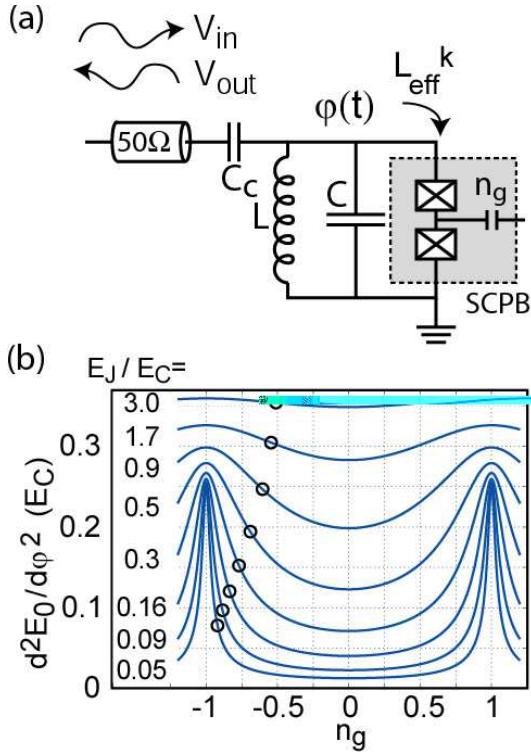 (a)
V_in
V_out
L_eff^k
φ(t)
50Ω
C_c
L
C
n_g
SCPB
(b)
E_J / E_C=
3.0
1.7
0.9
0.5
0.3
0.16
0.09
0.05
d²E_0/dφ² (E_C)
0.3
0.2
0.1
0
-1
-0.5
0
0.5
1
n_g